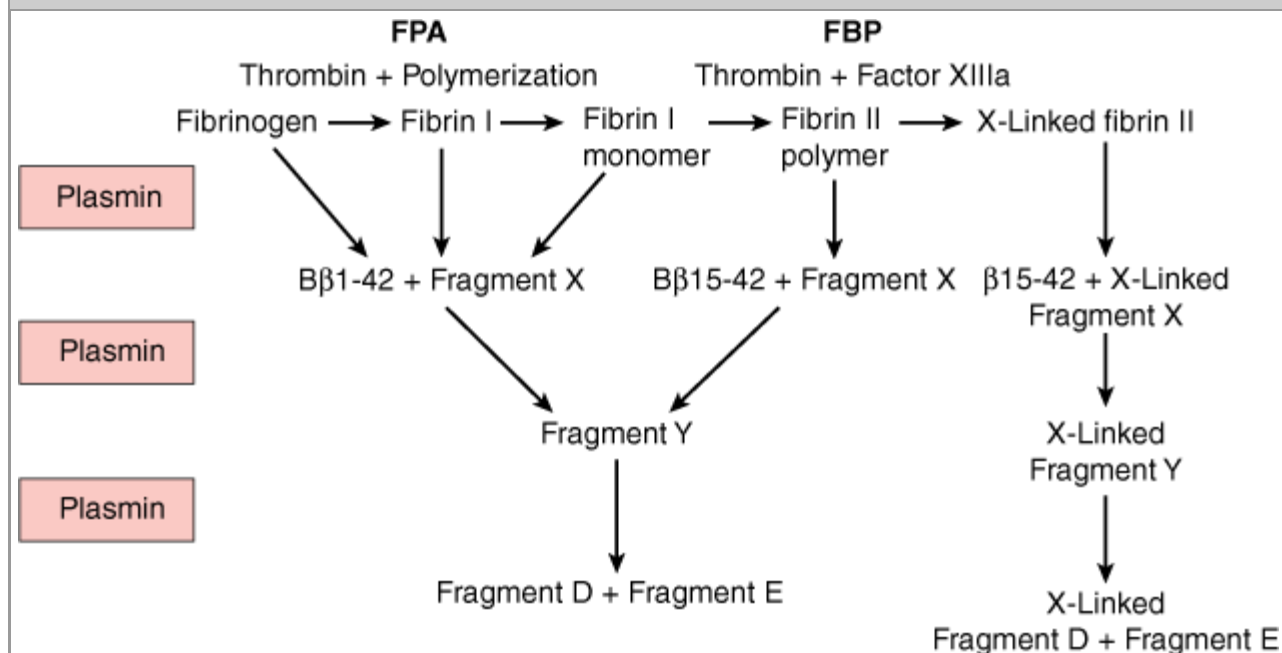 FPA
FBP
Thrombin + Polymerization
Thrombin + Factor XIIIa
Fibrinogen
Fibrin I
Fibrin I
monomer
Fibrin II
polymer
X-Linked fibrin II
Plasmin
Bβ1-42 + Fragment X
Bβ15-42 + Fragment X
β15-42 + X-Linked
Fragment X
Plasmin
Fragment Y
X-Linked
Fragment Y
Plasmin
Fragment D + Fragment E
X-Linked
Fragment D + Fragment E